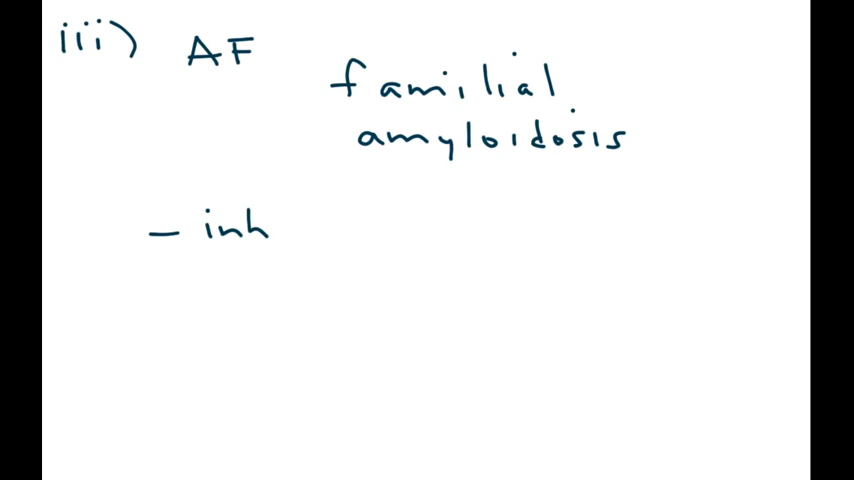 iii) AF
familial
amyloidosis
– inh